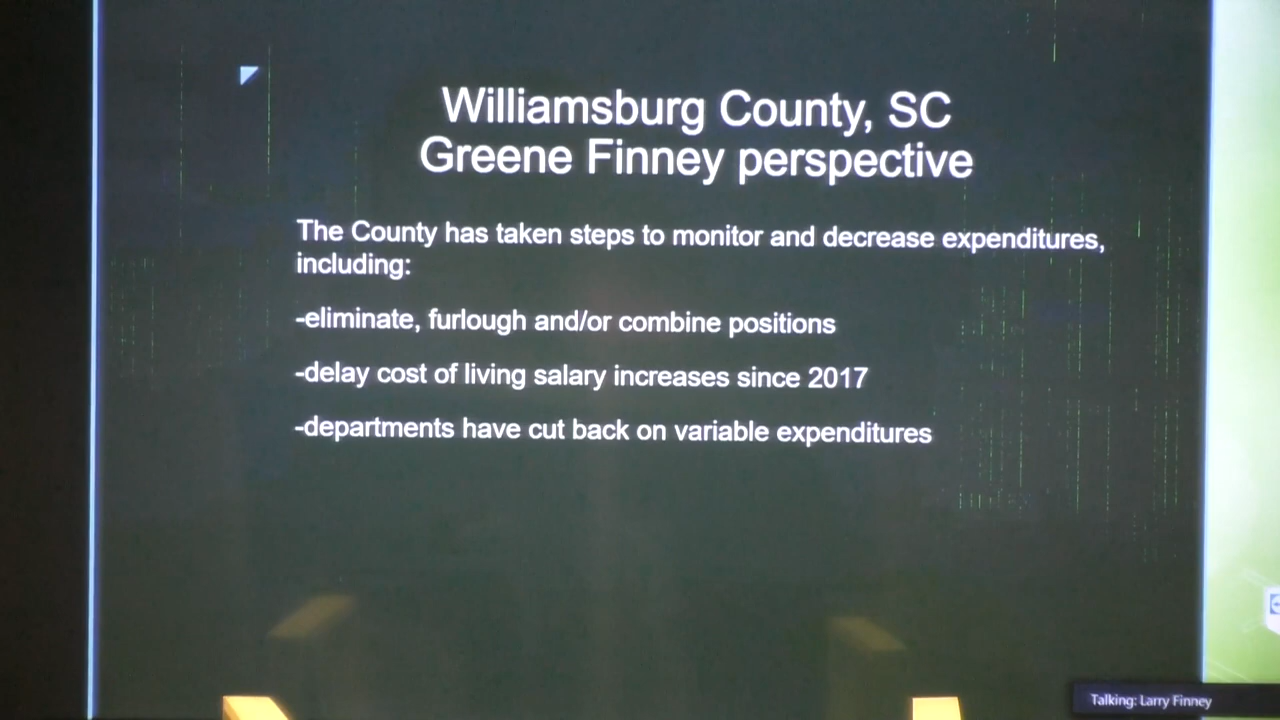 Williamsburg County, SC
Greene Finney perspective
The County has taken steps to monitor and decrease expenditures,
including:
-eliminate, furlough and/or combine positions
-delay cost of living salary increases since 2017
-departments have cut back on variable expenditures
Talking: Larry Finney